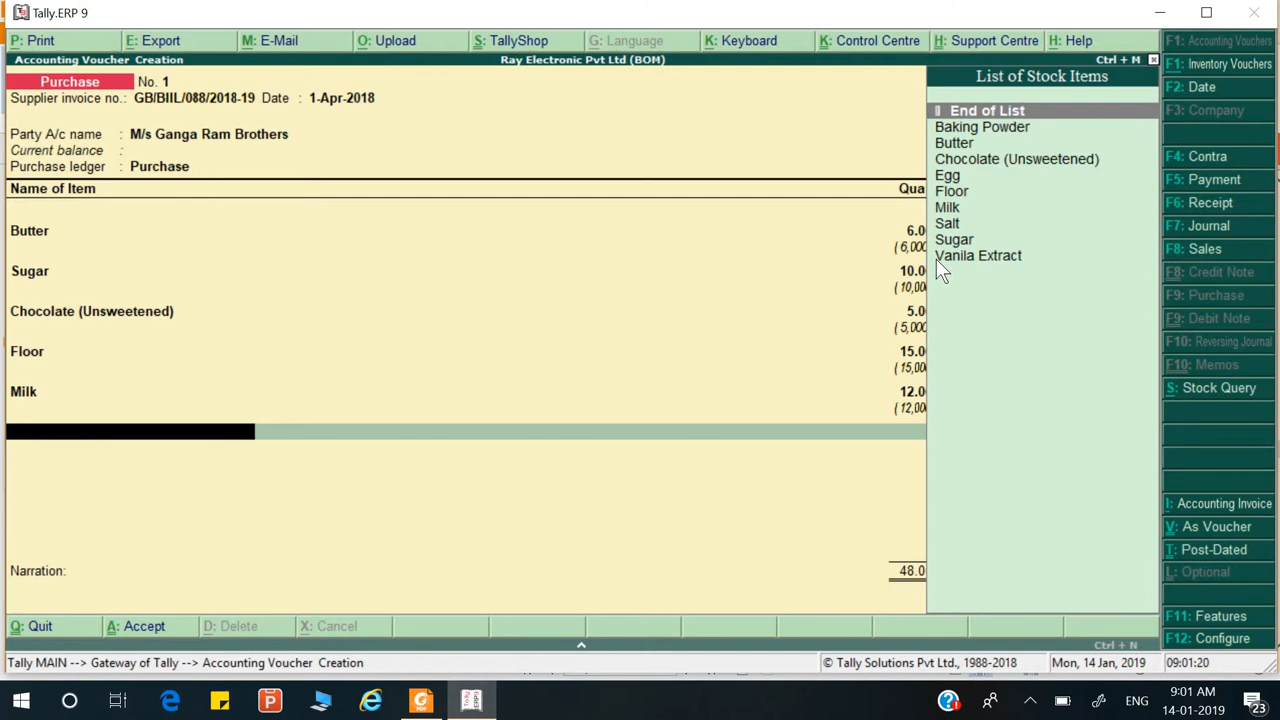 Tally.ERP 9
P: Print E: Export M: E-Mail O: Upload S: TallyShop G: Language K: Keyboard K: Control Centre H: Support Centre H: Help
Accounting Voucher Creation Ray Electronic Pvt Ltd (BOM) Ctrl + M
Purchase No. 1
Supplier invoice no.: GB/BIIL/088/2018-19 Date : 1-Apr-2018
Party A/c name : M/s Ganga Ram Brothers
Current balance :
Purchase ledger : Purchase
Name of Item Qua
Butter 6.0
(6,000
Sugar 10.0
(10,000
Chocolate (Unsweetened) 5.0
(5,000
Floor 15.0
(15,000
Milk 12.0
(12,000
Narration: 48.0
List of Stock Items
End of List
Baking Powder
Butter
Chocolate (Unsweetened)
Egg
Floor
Milk
Salt
Sugar
Vanila Extract
F1: Accounting Vouchers
F1: Inventory Vouchers
F2: Date
F3: Company
F4: Contra
F5: Payment
F6: Receipt
F7: Journal
F8: Sales
F8: Credit Note
F9: Purchase
F9: Debit Note
F10: Reversing Journal
F10: Memos
S: Stock Query
I: Accounting Invoice
V: As Voucher
T: Post-Dated
L: Optional
F11: Features
F12: Configure
Q: Quit A: Accept D: Delete X: Cancel
Ctrl + N
Tally MAIN --> Gateway of Tally --> Accounting Voucher Creation © Tally Solutions Pvt Ltd., 1988-2018 Mon, 14 Jan, 2019 09:01:20
ENG 9:01 AM
14-01-2019 23